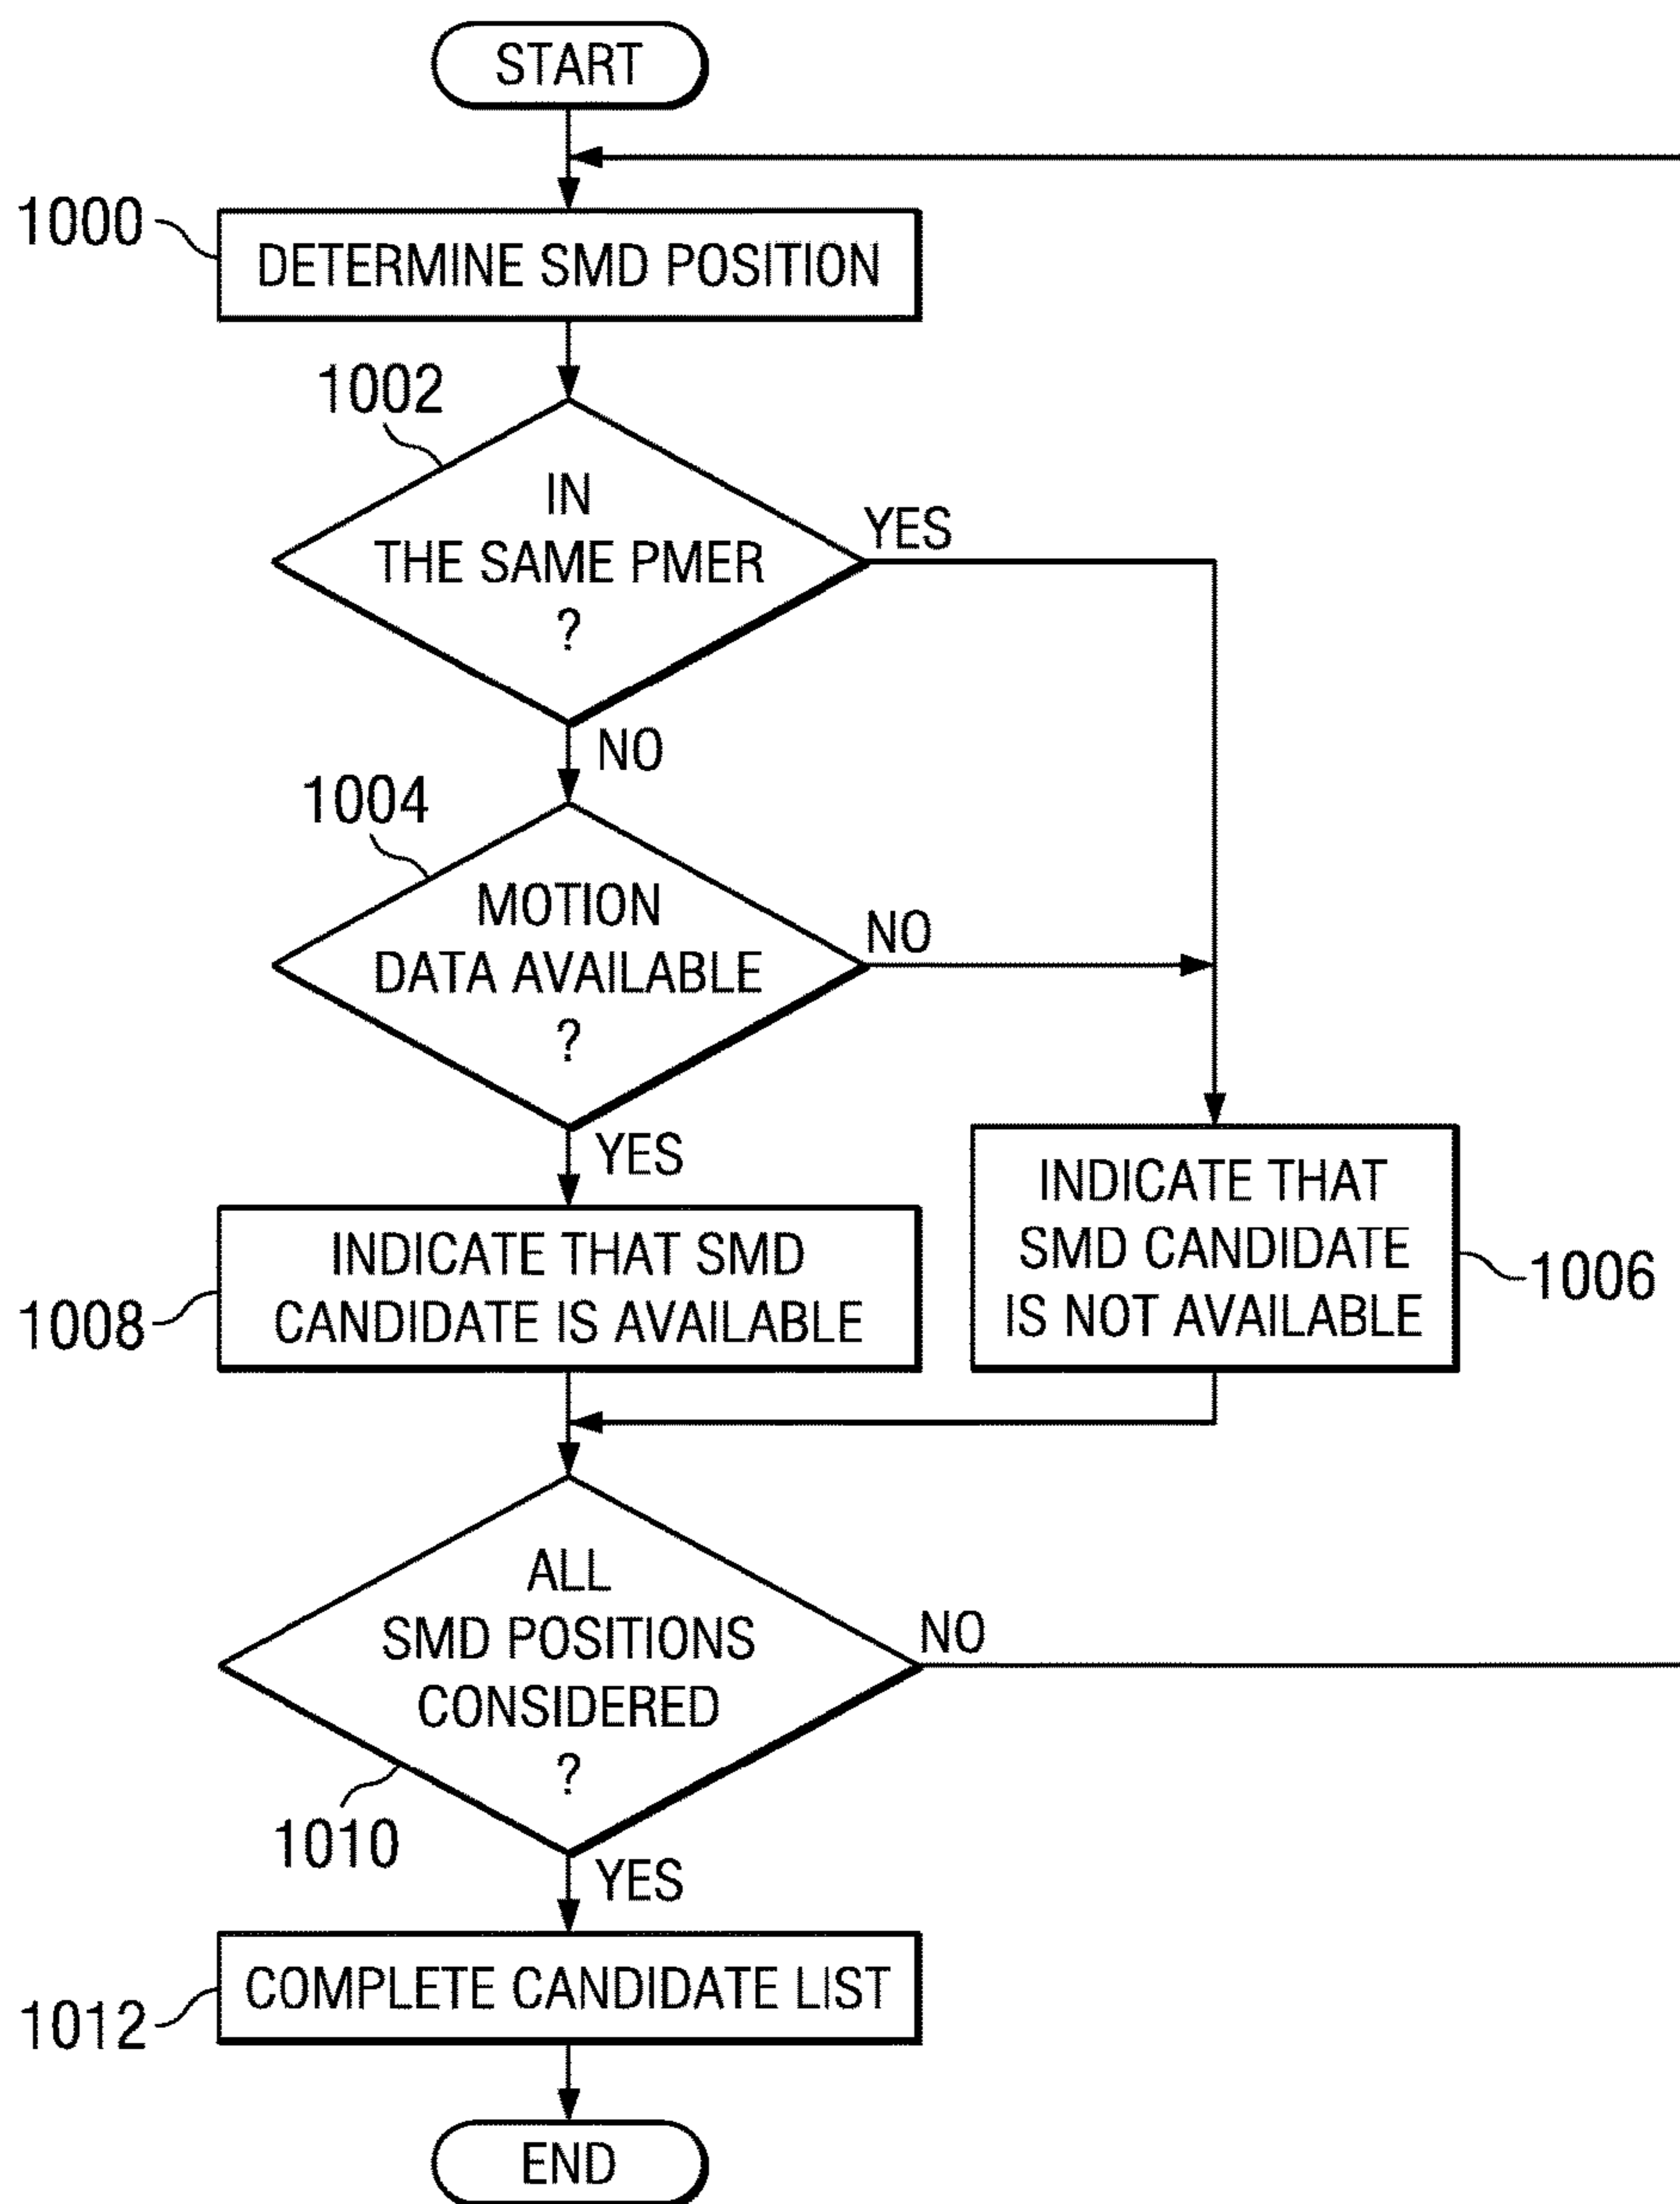 START
1000
DETERMINE SMD POSITION
1002
IN
THE SAME PMER
?
YES
NO
1004
MOTION
DATA AVAILABLE
?
NO
YES
INDICATE THAT SMD
CANDIDATE IS AVAILABLE
1008
INDICATE THAT
SMD CANDIDATE
IS NOT AVAILABLE
1006
ALL
SMD POSITIONS
CONSIDERED
?
NO
1010
YES
COMPLETE CANDIDATE LIST
1012
END